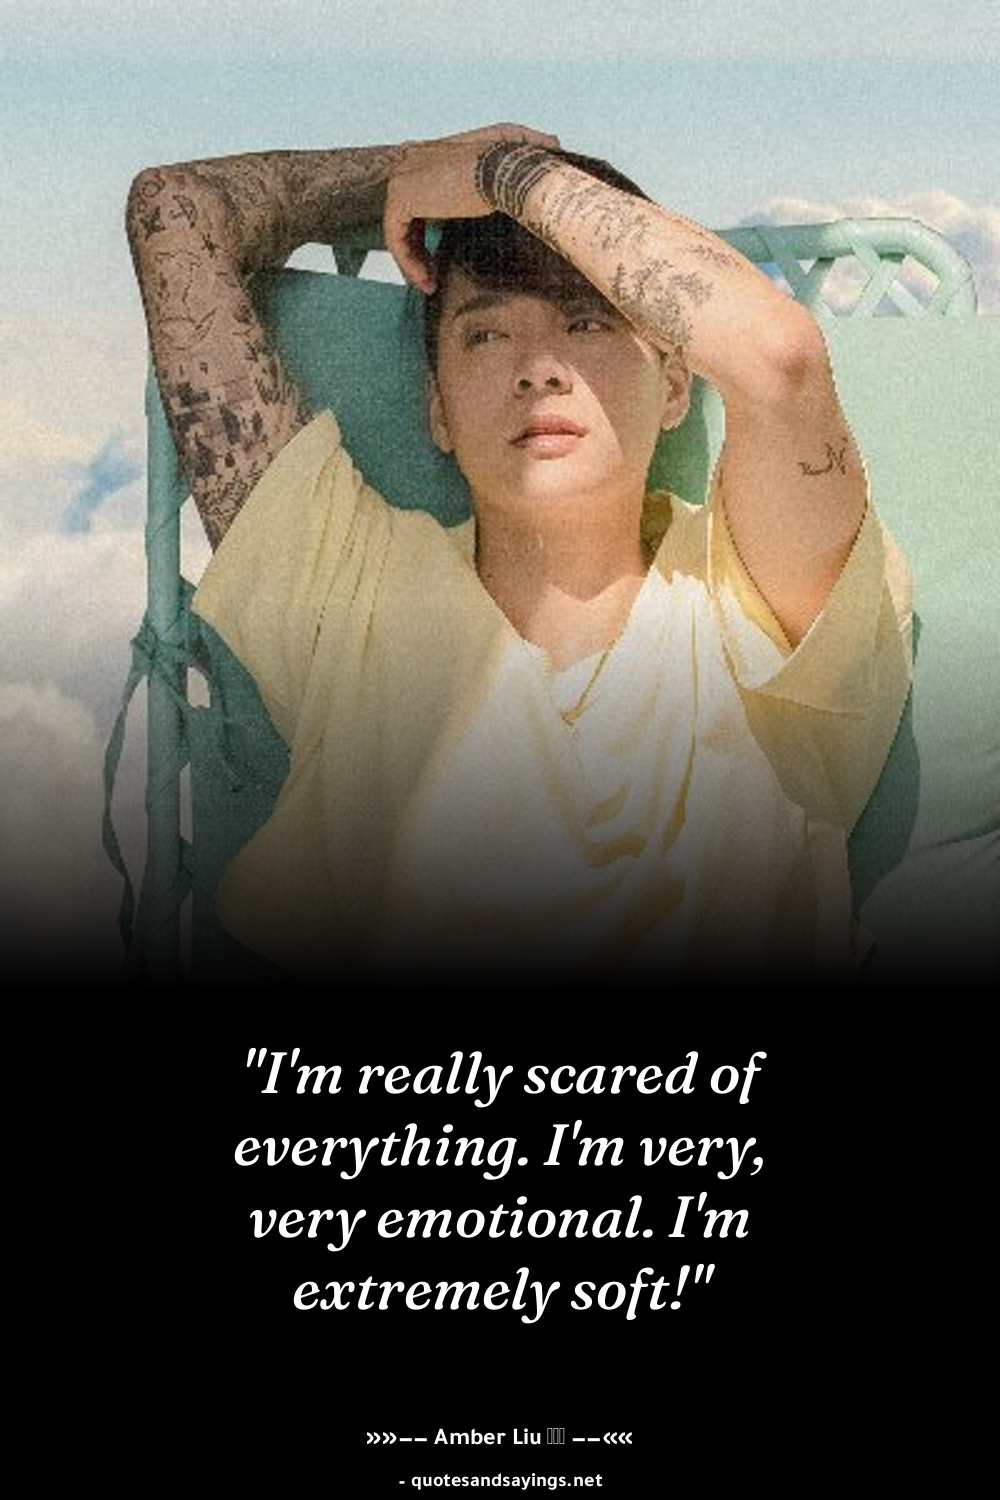 "I'm really scared of
everything. I'm very,
very emotional. I'm
extremely soft!"
»»–– Amber Liu ––««
- quotesandsayings.net